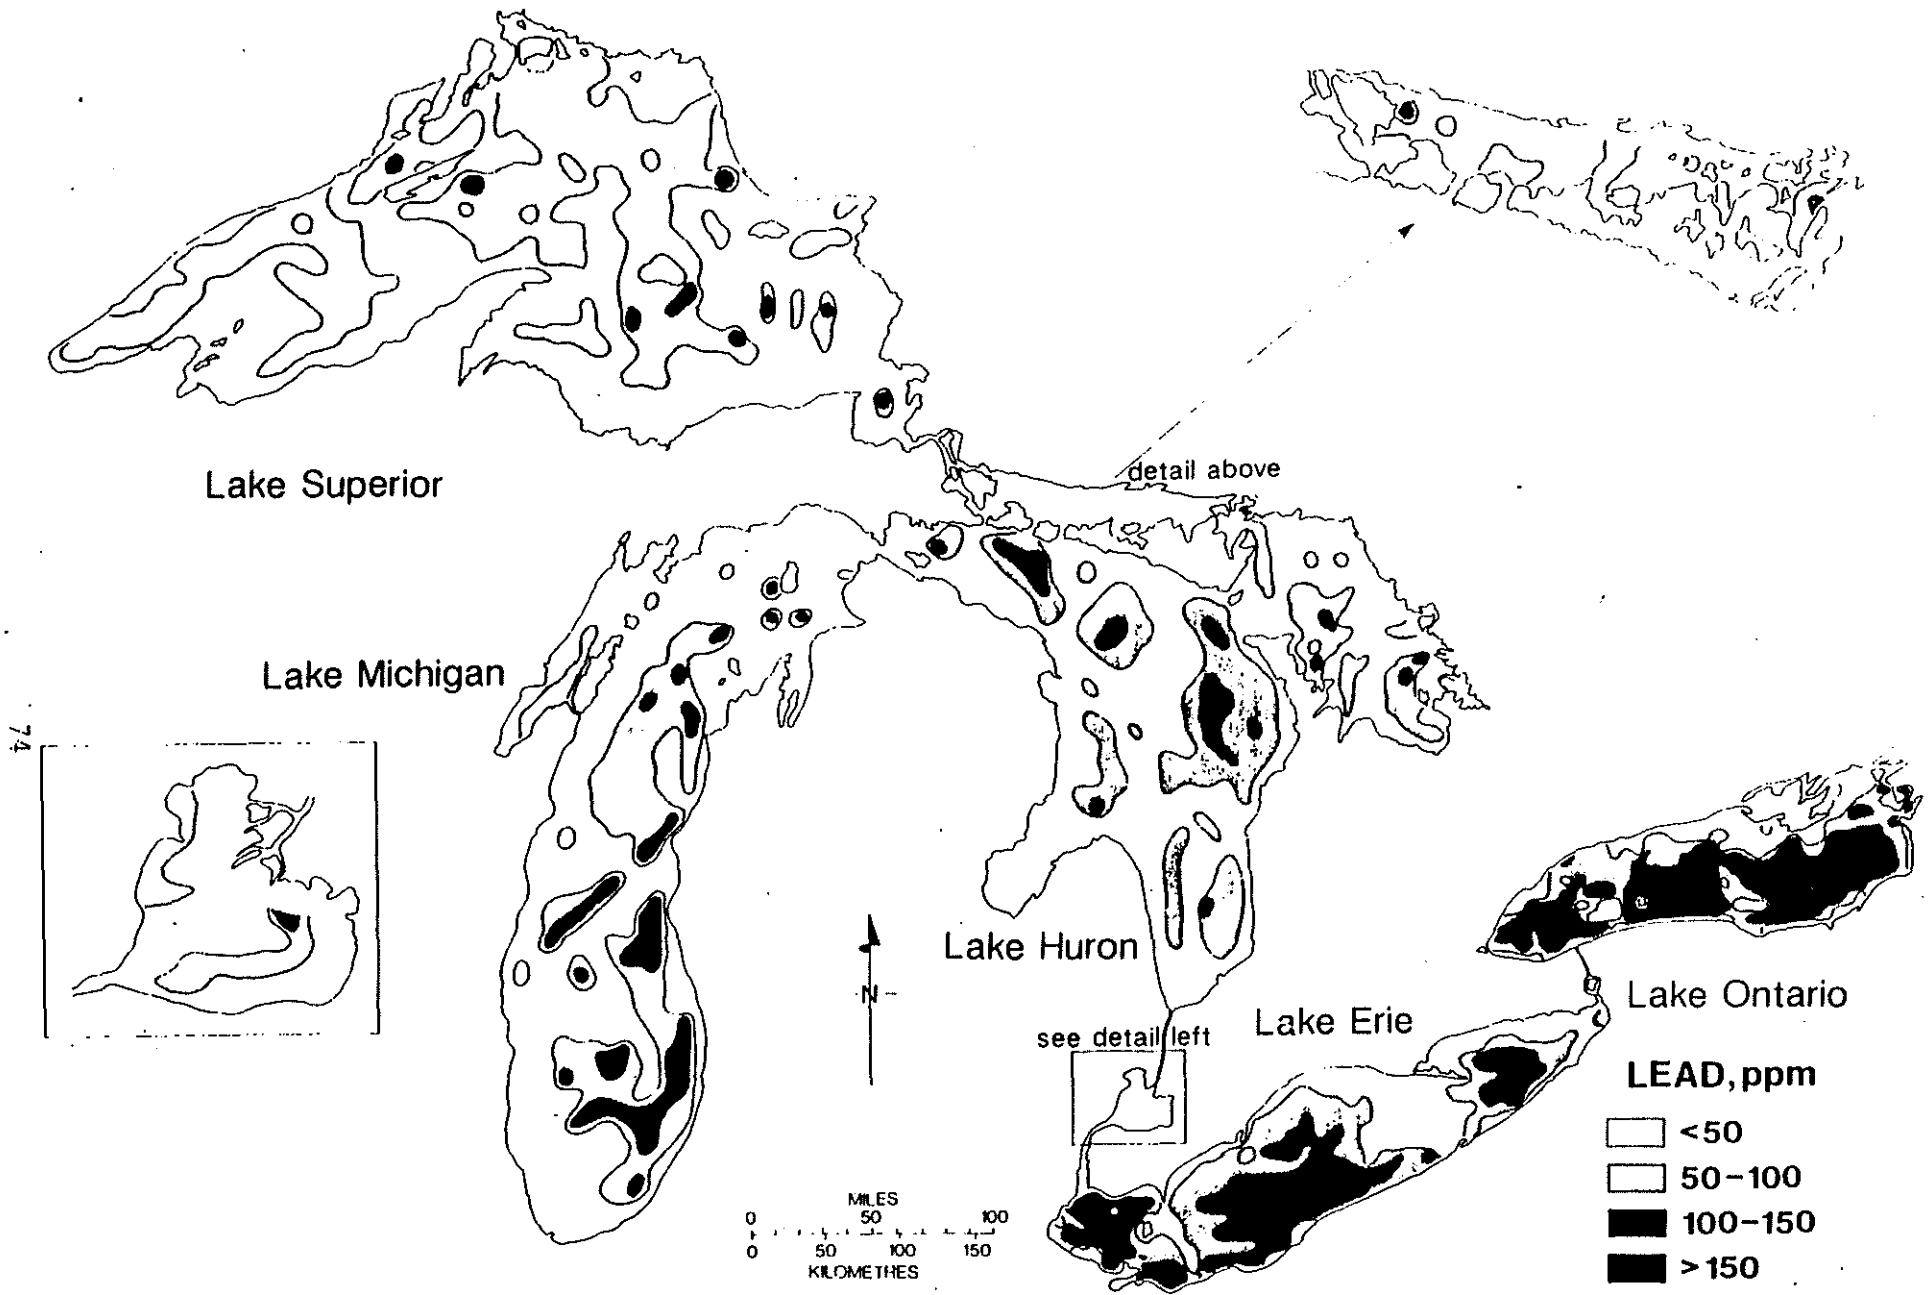 detail above
Lake Superior
Lake Michigan
74
Lake Huron
N
Lake Ontario
Lake Erie
see detail left
LEAD, ppm
<50
50-100
100-150
>150
MILES
0 50 100
0 50 100 150
KILOMETRES